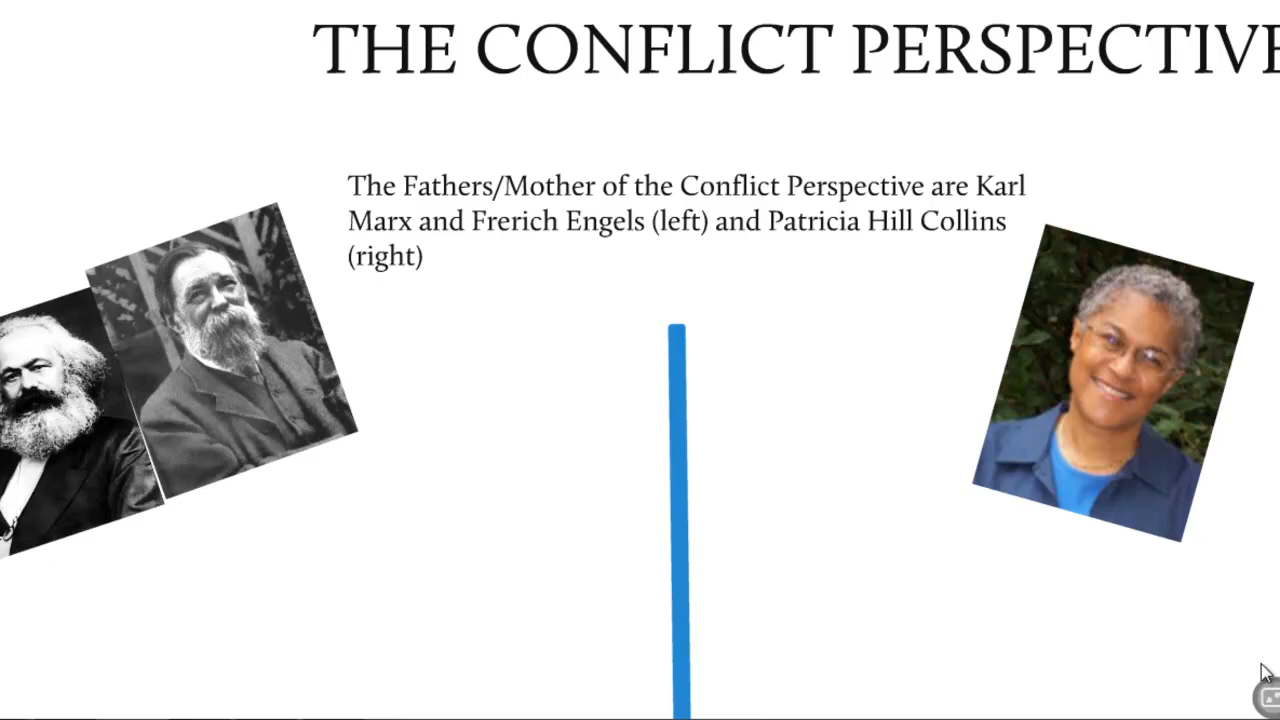 THE CONFLICT PERSPECTIVE
The Fathers/Mother of the Conflict Perspective are Karl
Marx and Frerich Engels (left) and Patricia Hill Collins
(right)